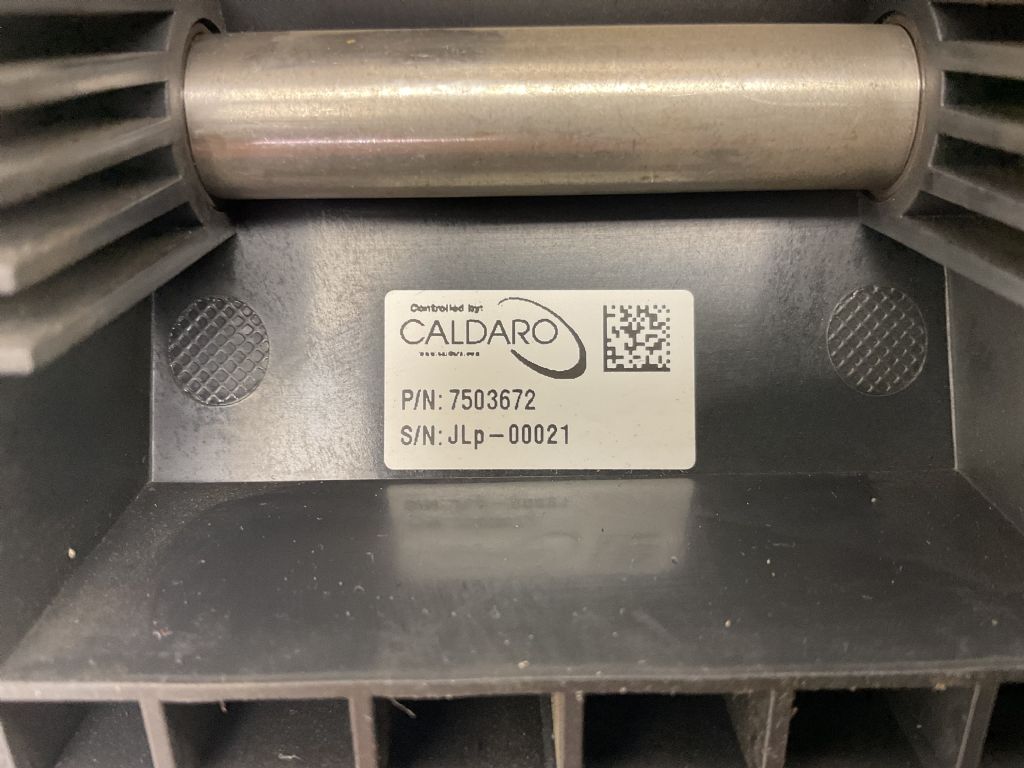 Controlled by:
CALDARO
P/N: 7503672
S/N: JLp-00021